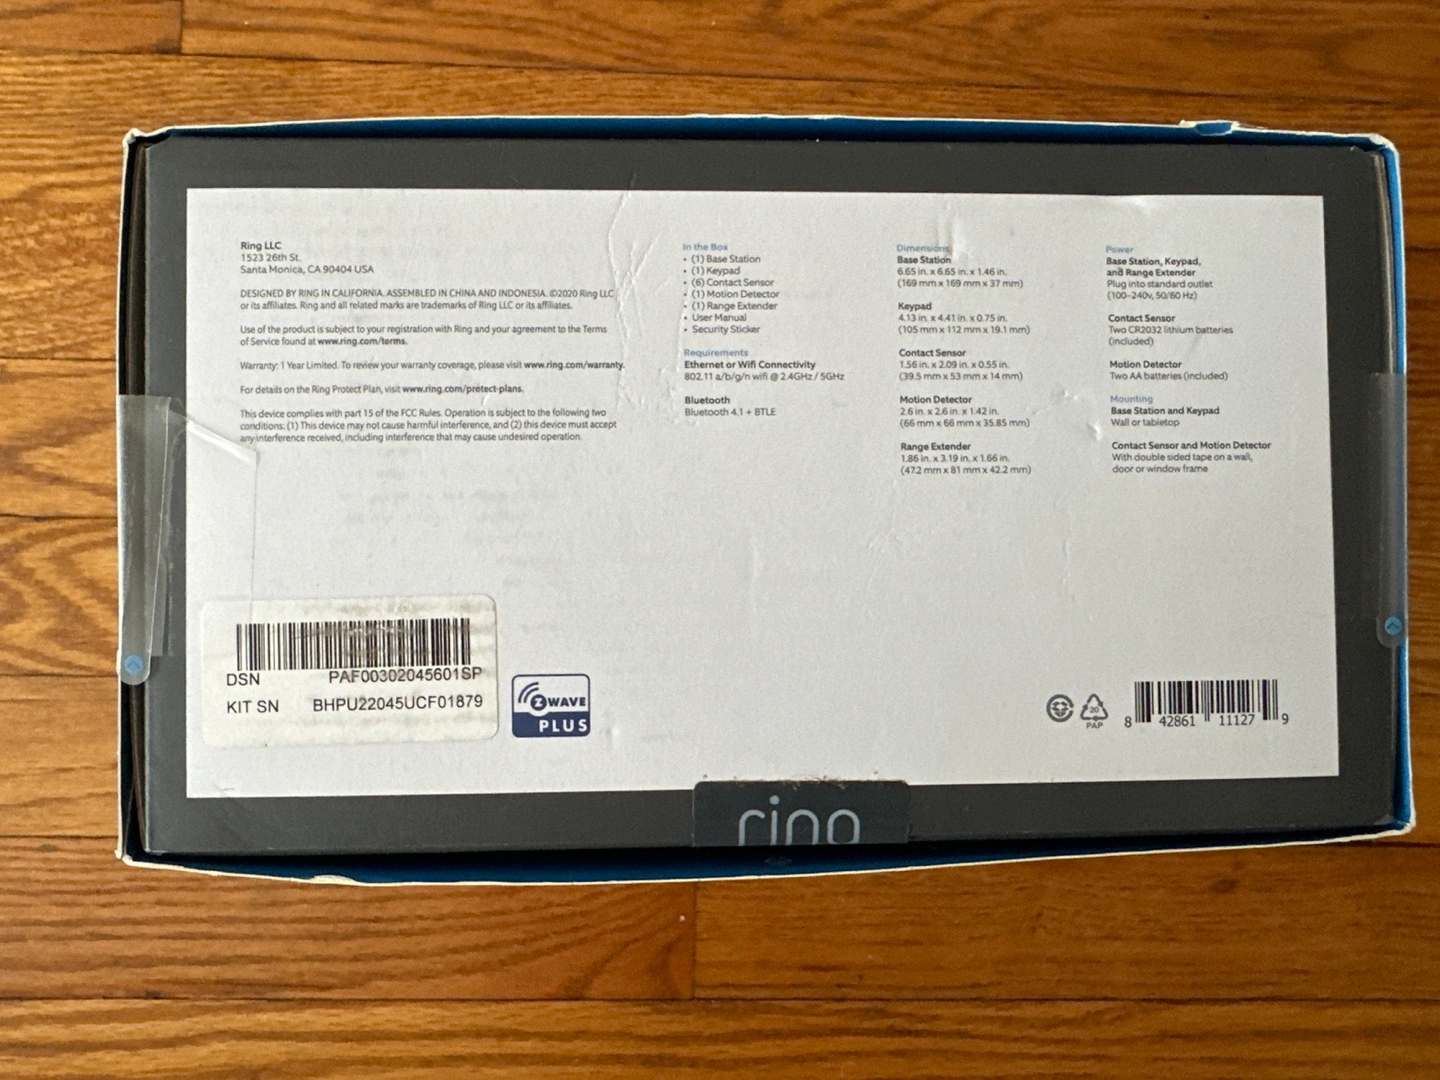 Ring LLC
1523 26th St.
Santa Monica, CA 90404 USA
DESIGNED BY RING IN CALIFORNIA. ASSEMBLED IN CHINA AND INDONESIA. ©2020 Ring LLC
or its affiliates. Ring and all related marks are trademarks of Ring LLC or its affiliates.
Use of the product is subject to your registration with Ring and your agreement to the Terms
of Service found at www.ring.com/terms.
Warranty: 1 Year Limited. To review your warranty coverage, please visit www.ring.com/warranty.
For details on the Ring Protect Plan, visit www.ring.com/protect-plans.
This device complies with part 15 of the FCC Rules. Operation is subject to the following two
conditions: (1) This device may not cause harmful interference, and (2) this device must accept
any interference received, including interference that may cause undesired operation.
In the Box
• (1) Base Station
• (1) Keypad
• (6) Contact Sensor
• (1) Motion Detector
• (1) Range Extender
• User Manual
• Security Sticker
Requirements
Ethernet or Wifi Connectivity
802.11 a/b/g/n wifi @ 2.4GHz / 5GHz
Bluetooth
Bluetooth 4.1 + BTLE
Dimensions
Base Station
6.65 in. x 6.65 in. x 1.46 in.
(169 mm x 169 mm x 37 mm)
Keypad
4.13 in. x 4.41 in. x 0.75 in.
(105 mm x 112 mm x 19.1 mm)
Contact Sensor
1.56 in. x 2.09 in. x 0.55 in.
(39.5 mm x 53 mm x 14 mm)
Motion Detector
2.6 in. x 2.6 in. x 1.42 in.
(66 mm x 66 mm x 35.85 mm)
Range Extender
1.86 in. x 3.19 in. x 1.66 in.
(47.2 mm x 81 mm x 42.2 mm)
Power
Base Station, Keypad,
and Range Extender
Plug into standard outlet
(100–240v, 50/60 Hz)
Contact Sensor
Two CR2032 lithium batteries
(included)
Motion Detector
Two AA batteries (included)
Mounting
Base Station and Keypad
Wall or tabletop
Contact Sensor and Motion Detector
With double sided tape on a wall,
door or window frame
DSN PAF00302045601SP
KIT SN BHPU22045UCF01879
Z WAVE
PLUS
20
PAP
8 42861 11127 9
ring